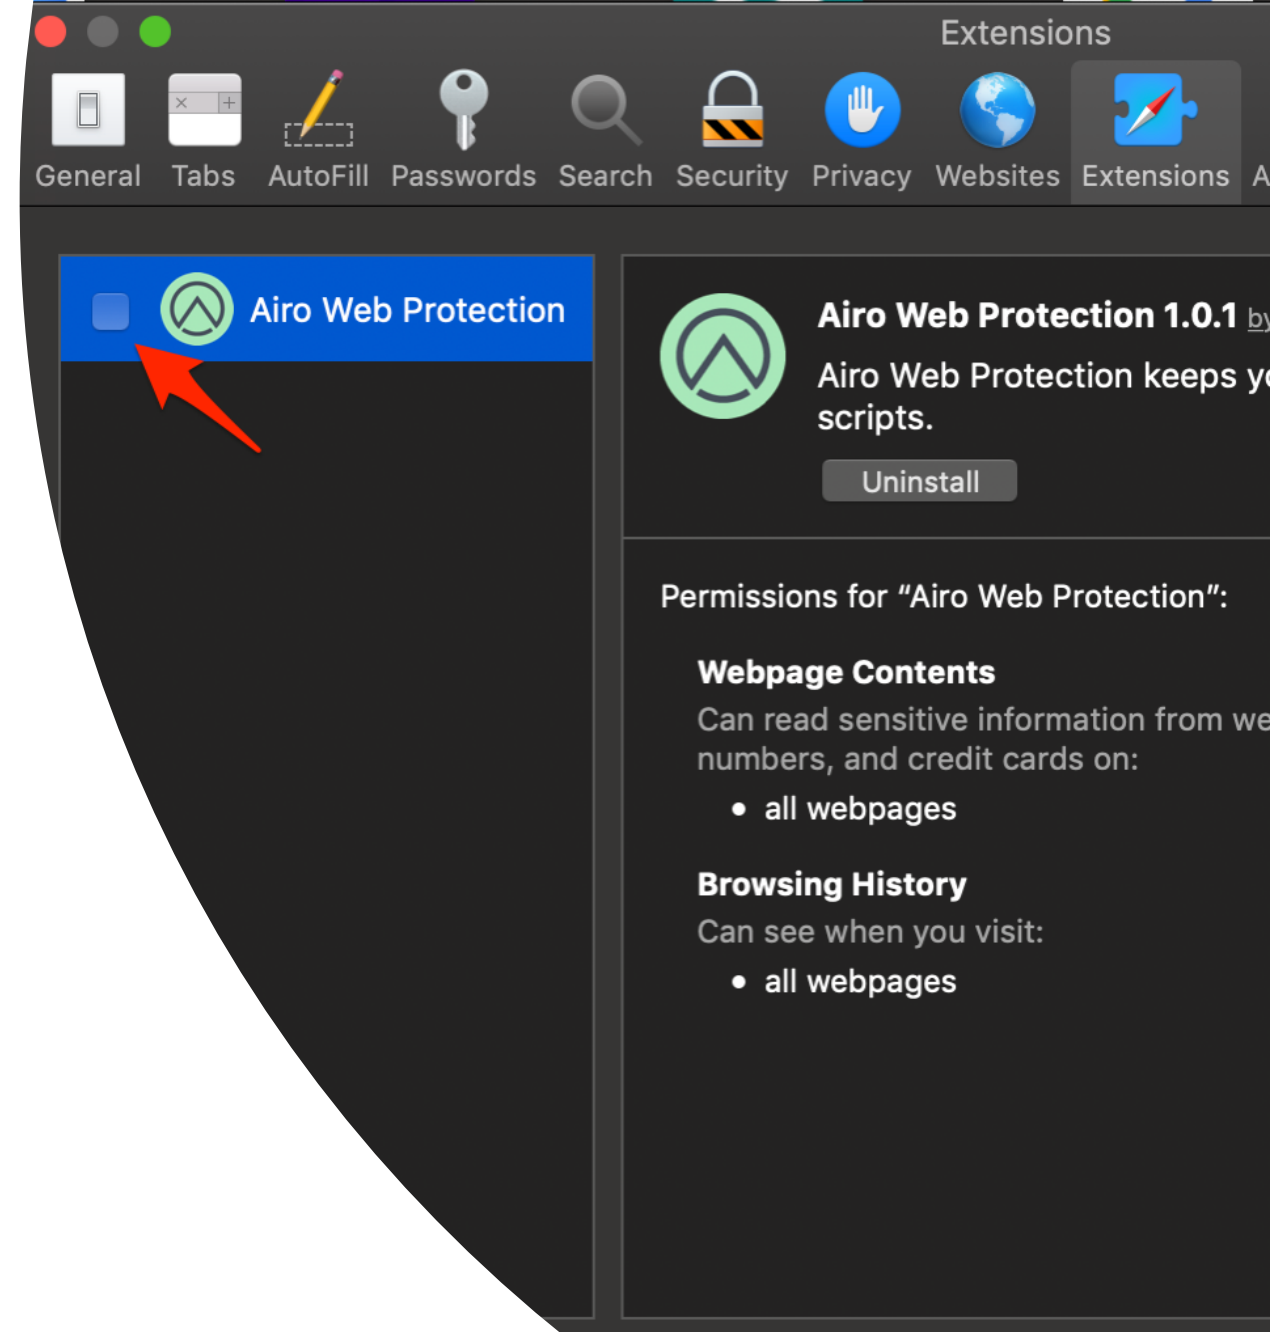 Extensions
General Tabs AutoFill Passwords Search Security Privacy Websites Extensions
Airo Web Protection
Airo Web Protection 1.0.1 by
Airo Web Protection keeps
scripts.
Uninstall
Permissions for “Airo Web Protection”:
Webpage Contents
Can read sensitive information from
numbers, and credit cards on:
• all webpages
Browsing History
Can see when you visit:
• all webpages